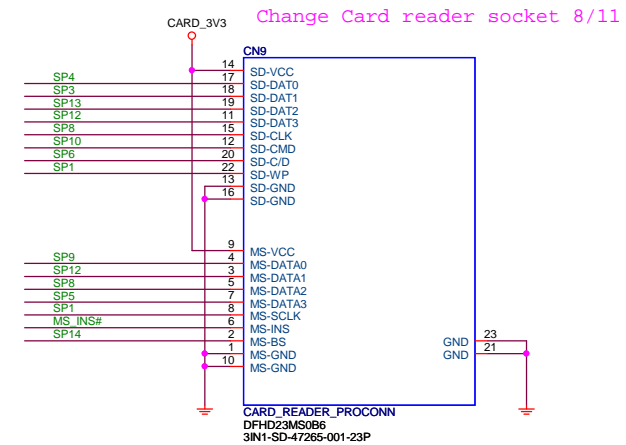 CARD_3V3
Change Card reader socket 8/11
CN9
14 SD-VCC
SP4 17 SD-DAT0
SP3 18 SD-DAT1
SP13 19 SD-DAT2
SP12 11 SD-DAT3
SP8 15 SD-CLK
SP10 12 SD-CMD
SP6 20 SD-C/D
SP1 22 SD-WP
13 SD-GND
16 SD-GND
9 MS-VCC
SP9 4 MS-DATA0
SP12 3 MS-DATA1
SP8 5 MS-DATA2
SP5 7 MS-DATA3
SP1 8 MS-SCLK
MS_INS# 6 MS-INS
SP14 2 MS-BS
GND 23
1 MS-GND
GND 21
10 MS-GND
CARD_READER_PROCONN
DFHD23MS0B6
3IN1-SD-47265-001-23P